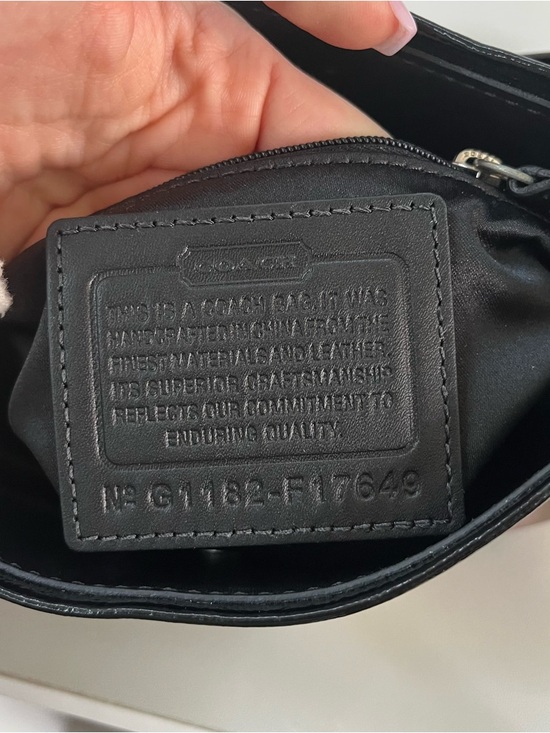 COACH
THIS IS A COACH BAG. IT WAS
HANDCRAFTED IN CHINA FROM THE
FINEST MATERIALS AND LEATHER.
ITS SUPERIOR CRAFTSMANSHIP
REFLECTS OUR COMMITMENT TO
ENDURING QUALITY.
Nº G1182-F17649